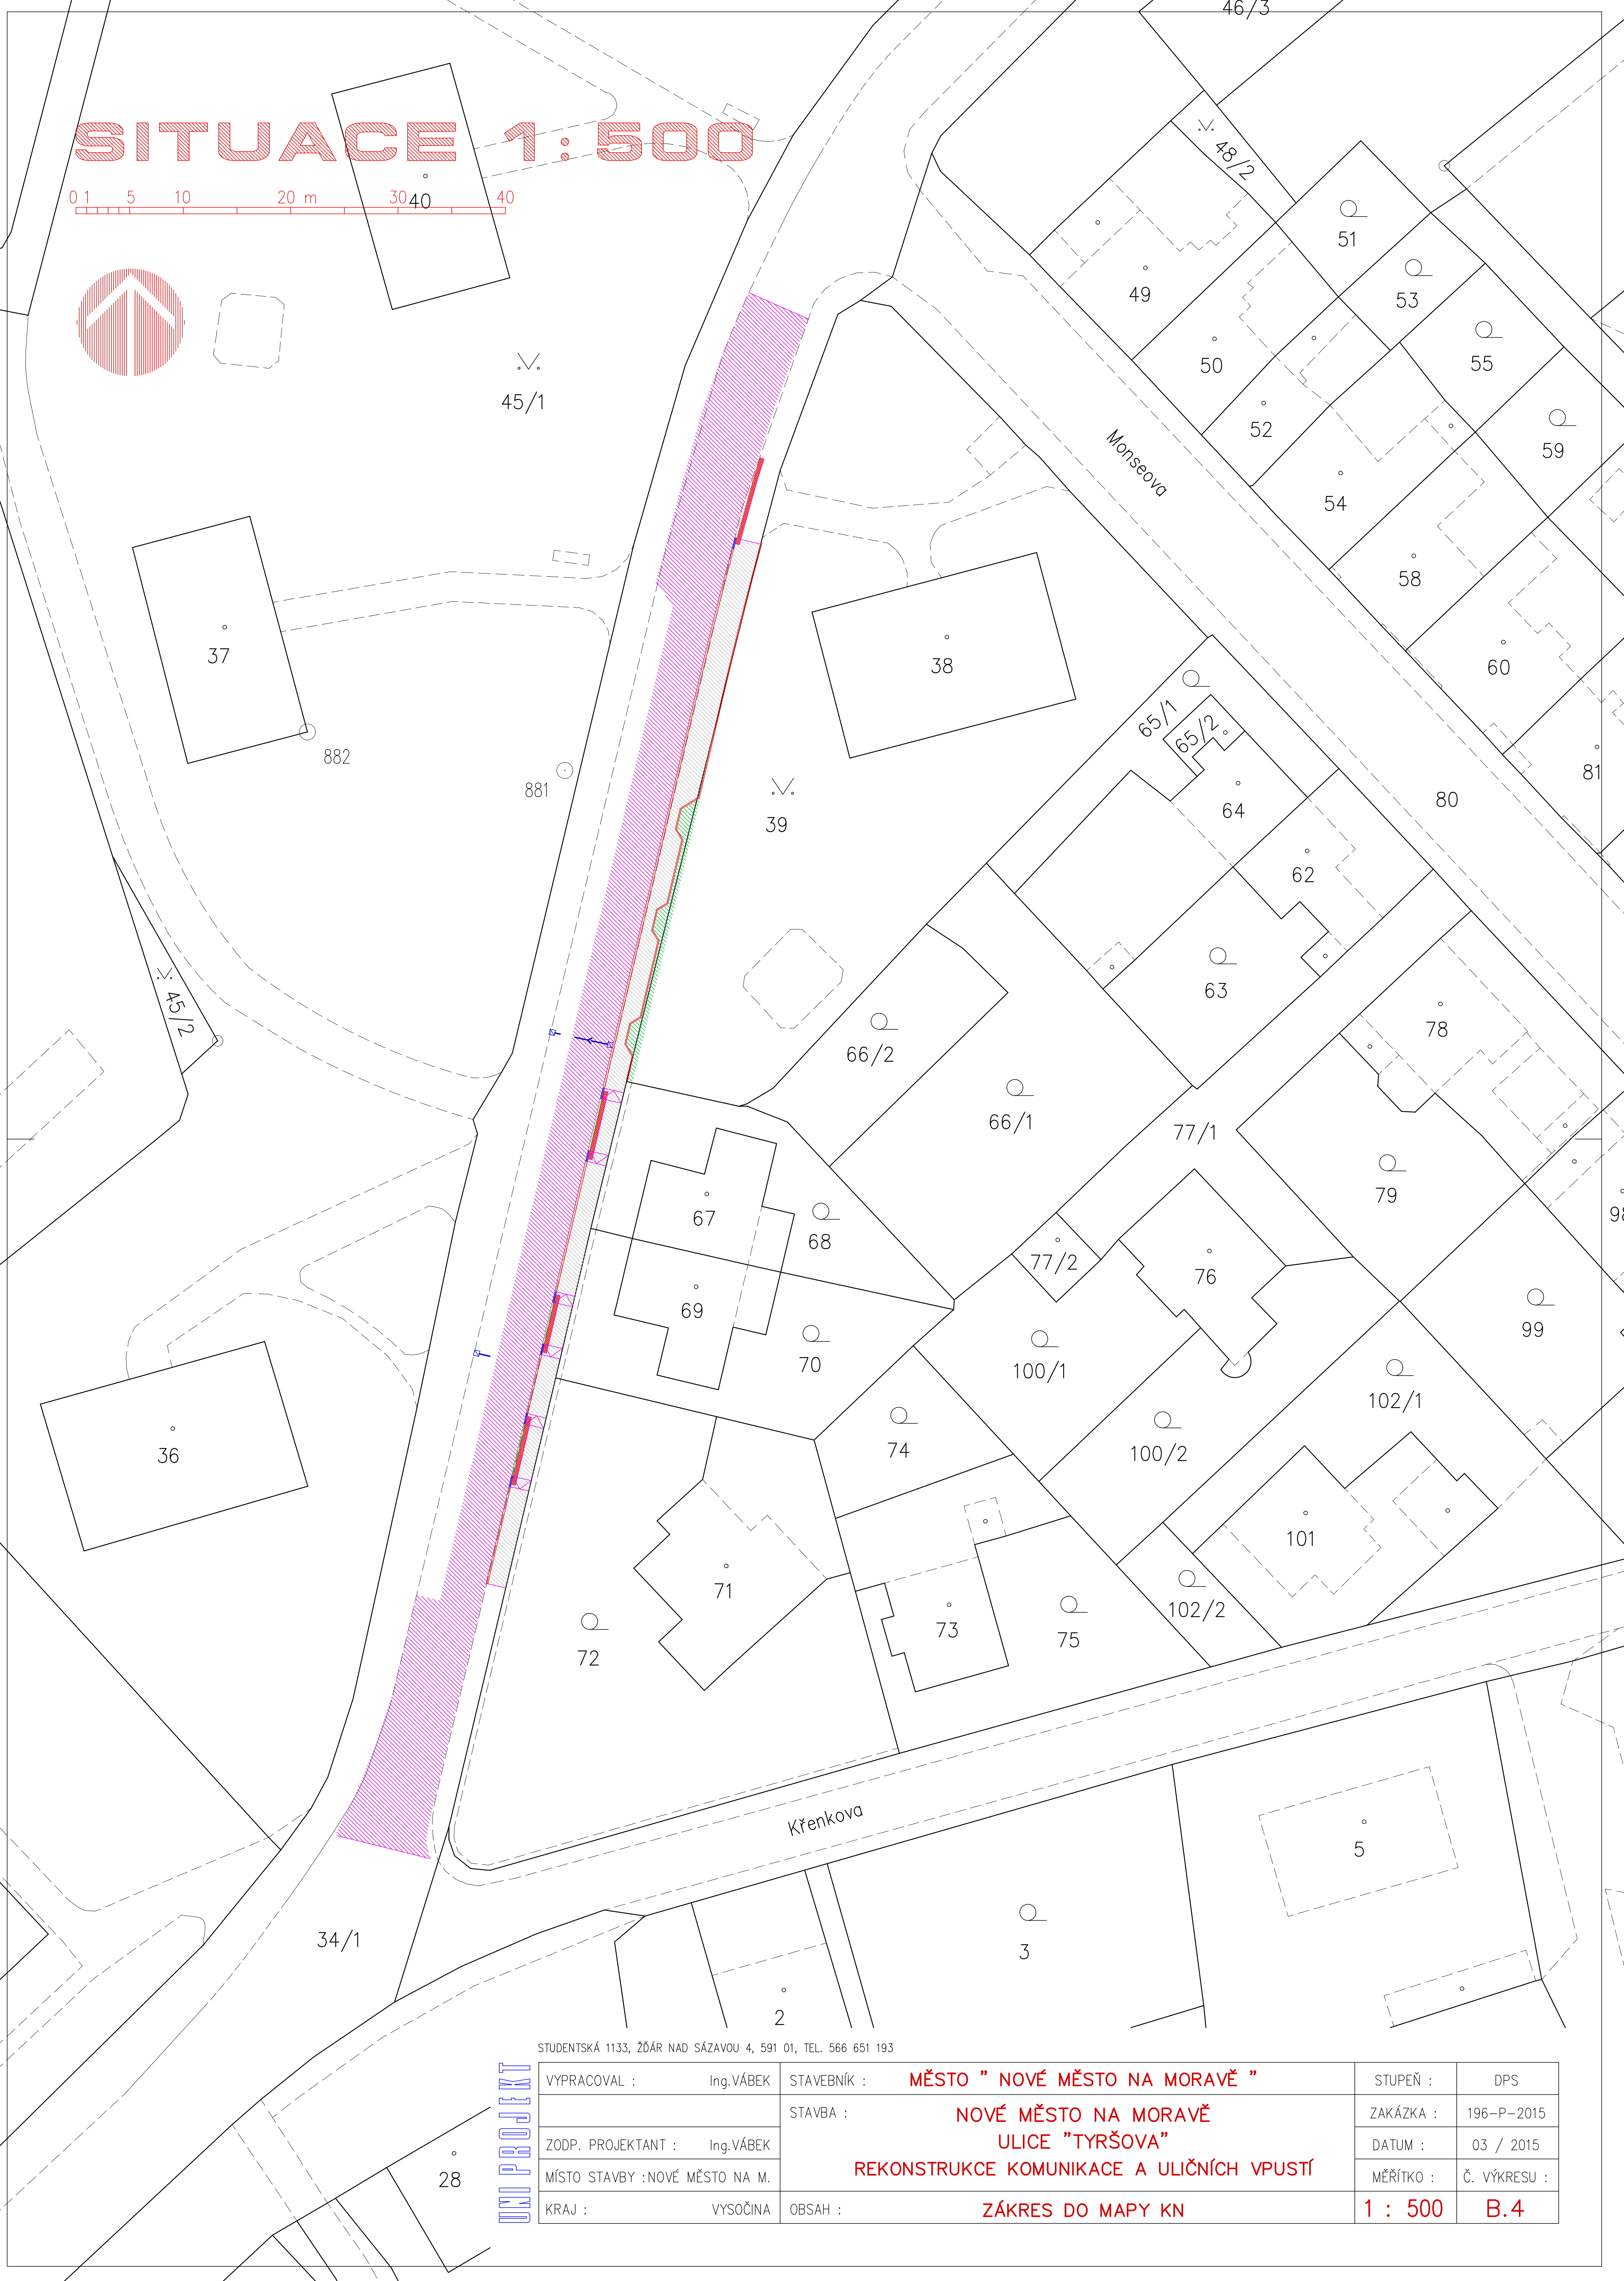 46/3
SITUACE 1:500
0 1 5 10 20 m 30 40
40
48/2
51
49
53
50
55
45/1
52
59
Monseova
54
58
37
38
60
65/1
65/2
882
881
81
80
64
39
62
63
45/2
78
66/2
66/1
77/1
79
67
68
98
77/2
76
69
99
70
100/1
102/1
74
100/2
36
101
71
102/2
73
75
72
Křenkova
5
34/1
3
2
28
STUDENTSKÁ 1133, ŽĎÁR NAD SÁZAVOU 4, 591 01, TEL. 566 651 193
UNI PROJEKT
VYPRACOVAL : Ing.VÁBEK
STAVEBNÍK : MĚSTO " NOVÉ MĚSTO NA MORAVĚ "
STUPEŇ : DPS
STAVBA : NOVÉ MĚSTO NA MORAVĚ
ULICE "TYRŠOVA"
REKONSTRUKCE KOMUNIKACE A ULIČNÍCH VPUSTÍ
ZAKÁZKA : 196-P-2015
ZODP. PROJEKTANT : Ing.VÁBEK
DATUM : 03 / 2015
MÍSTO STAVBY :NOVÉ MĚSTO NA M.
MĚŘÍTKO : Č. VÝKRESU :
KRAJ : VYSOČINA
OBSAH : ZÁKRES DO MAPY KN
1 : 500 B.4